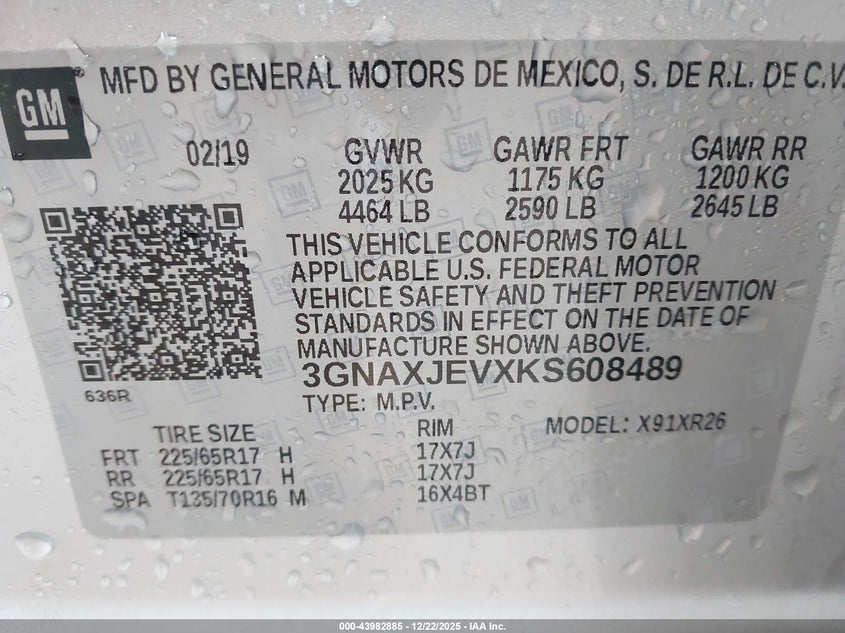 GM
MFD BY GENERAL MOTORS DE MEXICO, S. DE R.L. DE C.V.
02/19
GVWR GAWR FRT GAWR RR
2025 KG 1175 KG 1200 KG
4464 LB 2590 LB 2645 LB
THIS VEHICLE CONFORMS TO ALL
APPLICABLE U.S. FEDERAL MOTOR
VEHICLE SAFETY AND THEFT PREVENTION
STANDARDS IN EFFECT ON THE DATE OF
MANUFACTURE SHOWN ABOVE.
3GNAXJEVXKS608489
636R
TYPE: M.P.V.
MODEL: X91XR26
TIRE SIZE RIM
FRT 225/65R17 H 17X7J
RR 225/65R17 H 17X7J
SPA T135/70R16 M 16X4BT
000-43982885 - 12/22/2025 - IAA Inc.